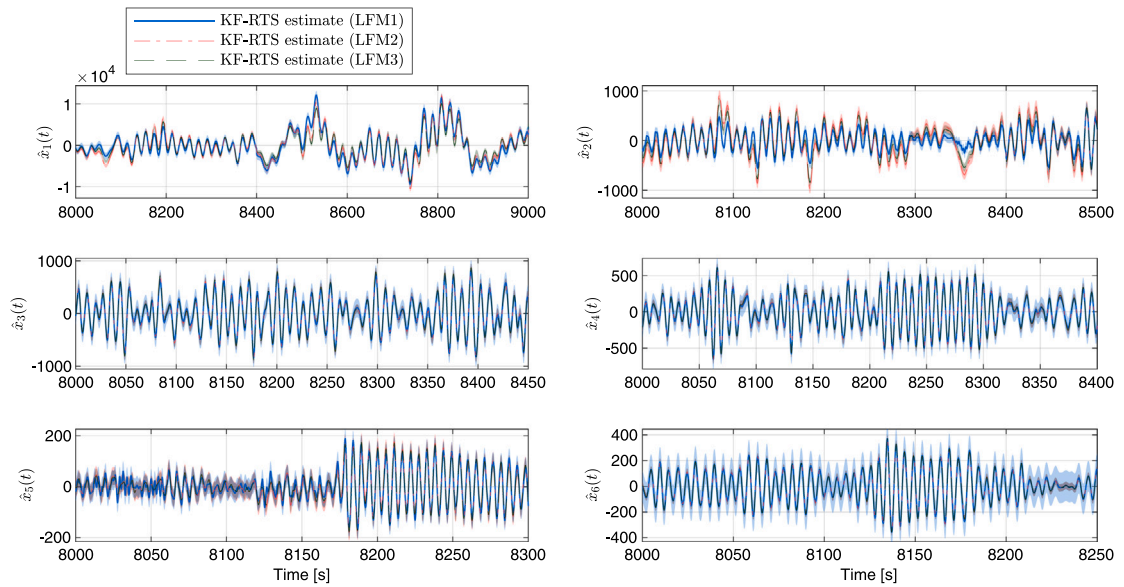 KF-RTS estimate (LFM1)
KF-RTS estimate (LFM2)
KF-RTS estimate (LFM3)
× 10⁴
1
0
-1
x̂₁(t)
8000 8200 8400 8600 8800 9000
1000
0
-1000
x̂₂(t)
8000 8100 8200 8300 8400 8500
1000
0
-1000
x̂₃(t)
8000 8050 8100 8150 8200 8250 8300 8350 8400 8450
500
0
-500
x̂₄(t)
8000 8050 8100 8150 8200 8250 8300 8350 8400
200
0
-200
x̂₅(t)
8000 8050 8100 8150 8200 8250 8300
Time [s]
400
200
0
-200
-400
x̂₆(t)
8000 8050 8100 8150 8200 8250
Time [s]